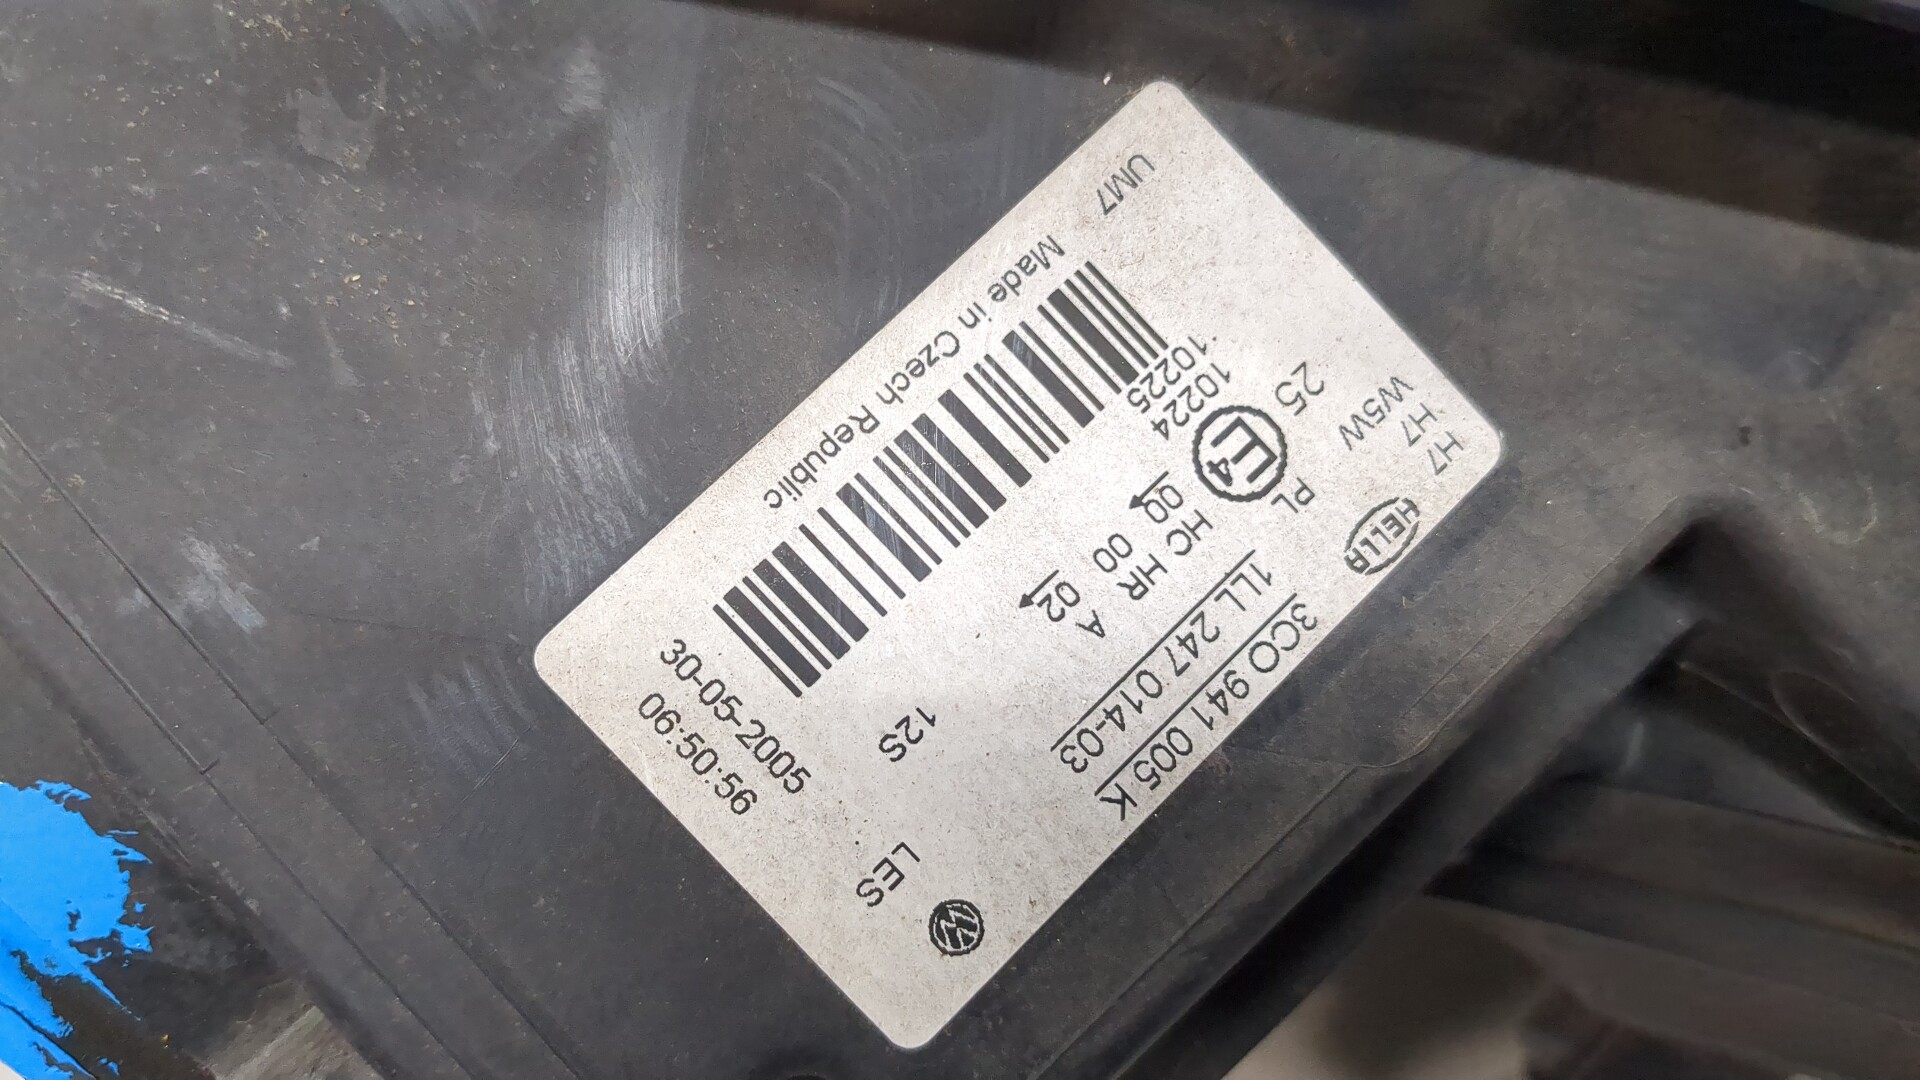 HELLA
3C0 941 005 K
1LL 247 014-03
H7
H7
W5W
PL
HC HR A
25
E4
00 00 02
10224
10225
LES
12S
30-05-2005
06:50:56
UM7
Made in Czech Republic